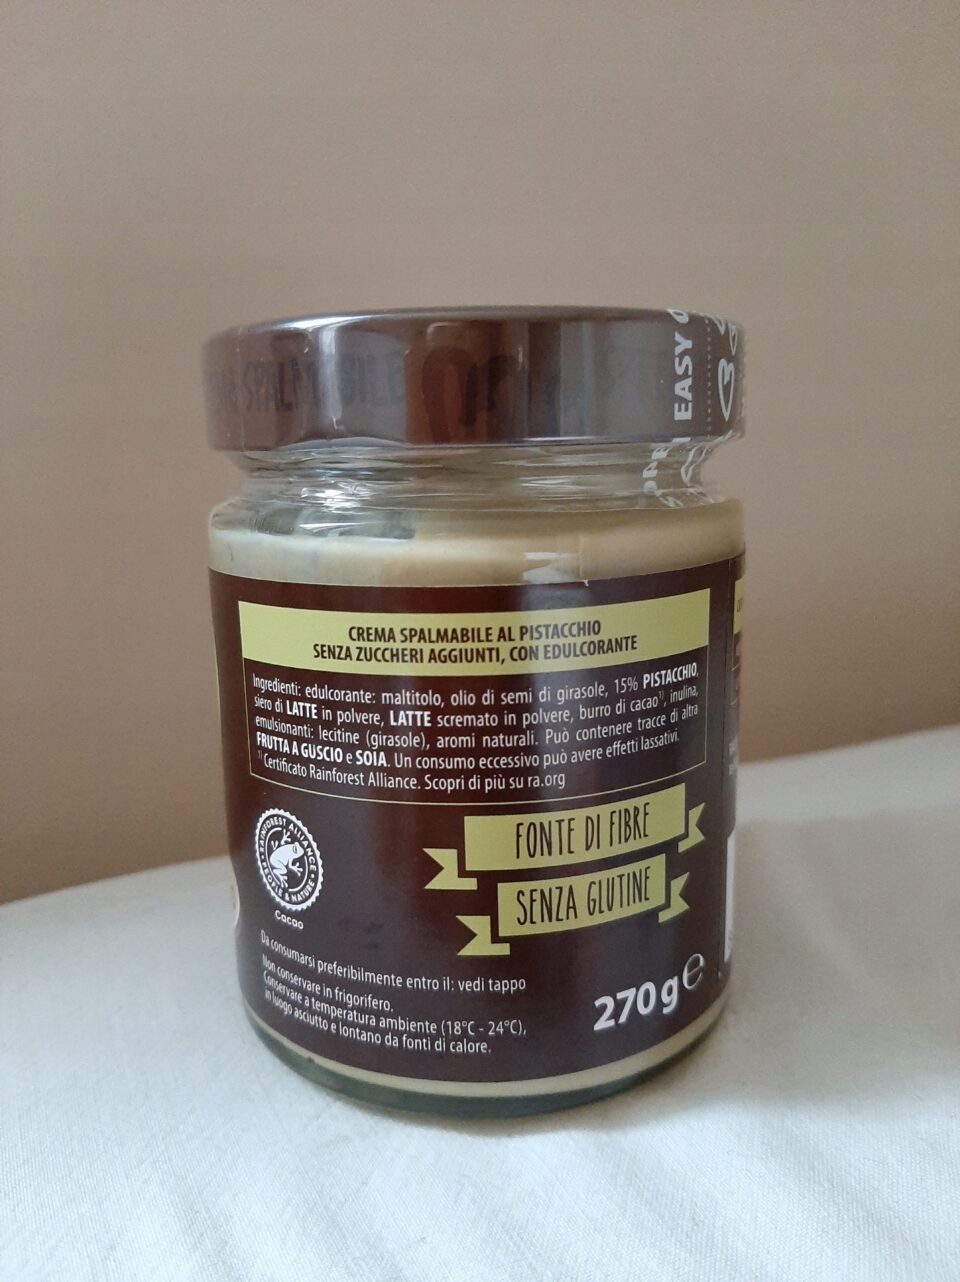 SPALMABILE
APRI EASY
CREMA SPALMABILE AL PISTACCHIO
SENZA ZUCCHERI AGGIUNTI, CON EDULCORANTE
Ingredienti: edulcorante: maltitolo, olio di semi di girasole, 15% PISTACCHIO,
siero di LATTE in polvere, LATTE scremato in polvere, burro di cacao¹⁾, inulina,
emulsionanti: lecitine (girasole), aromi naturali. Può contenere tracce di altra
FRUTTA A GUSCIO e SOIA. Un consumo eccessivo può avere effetti lassativi.
¹⁾ Certificato Rainforest Alliance. Scopri di più su ra.org
FONTE DI FIBRE
SENZA GLUTINE
RAINFOREST ALLIANCE
PEOPLE & NATURE
Cacao
Da consumarsi preferibilmente entro il: vedi tappo
Non conservare in frigorifero.
Conservare a temperatura ambiente (18°C - 24°C),
in luogo asciutto e lontano da fonti di calore.
270 g e